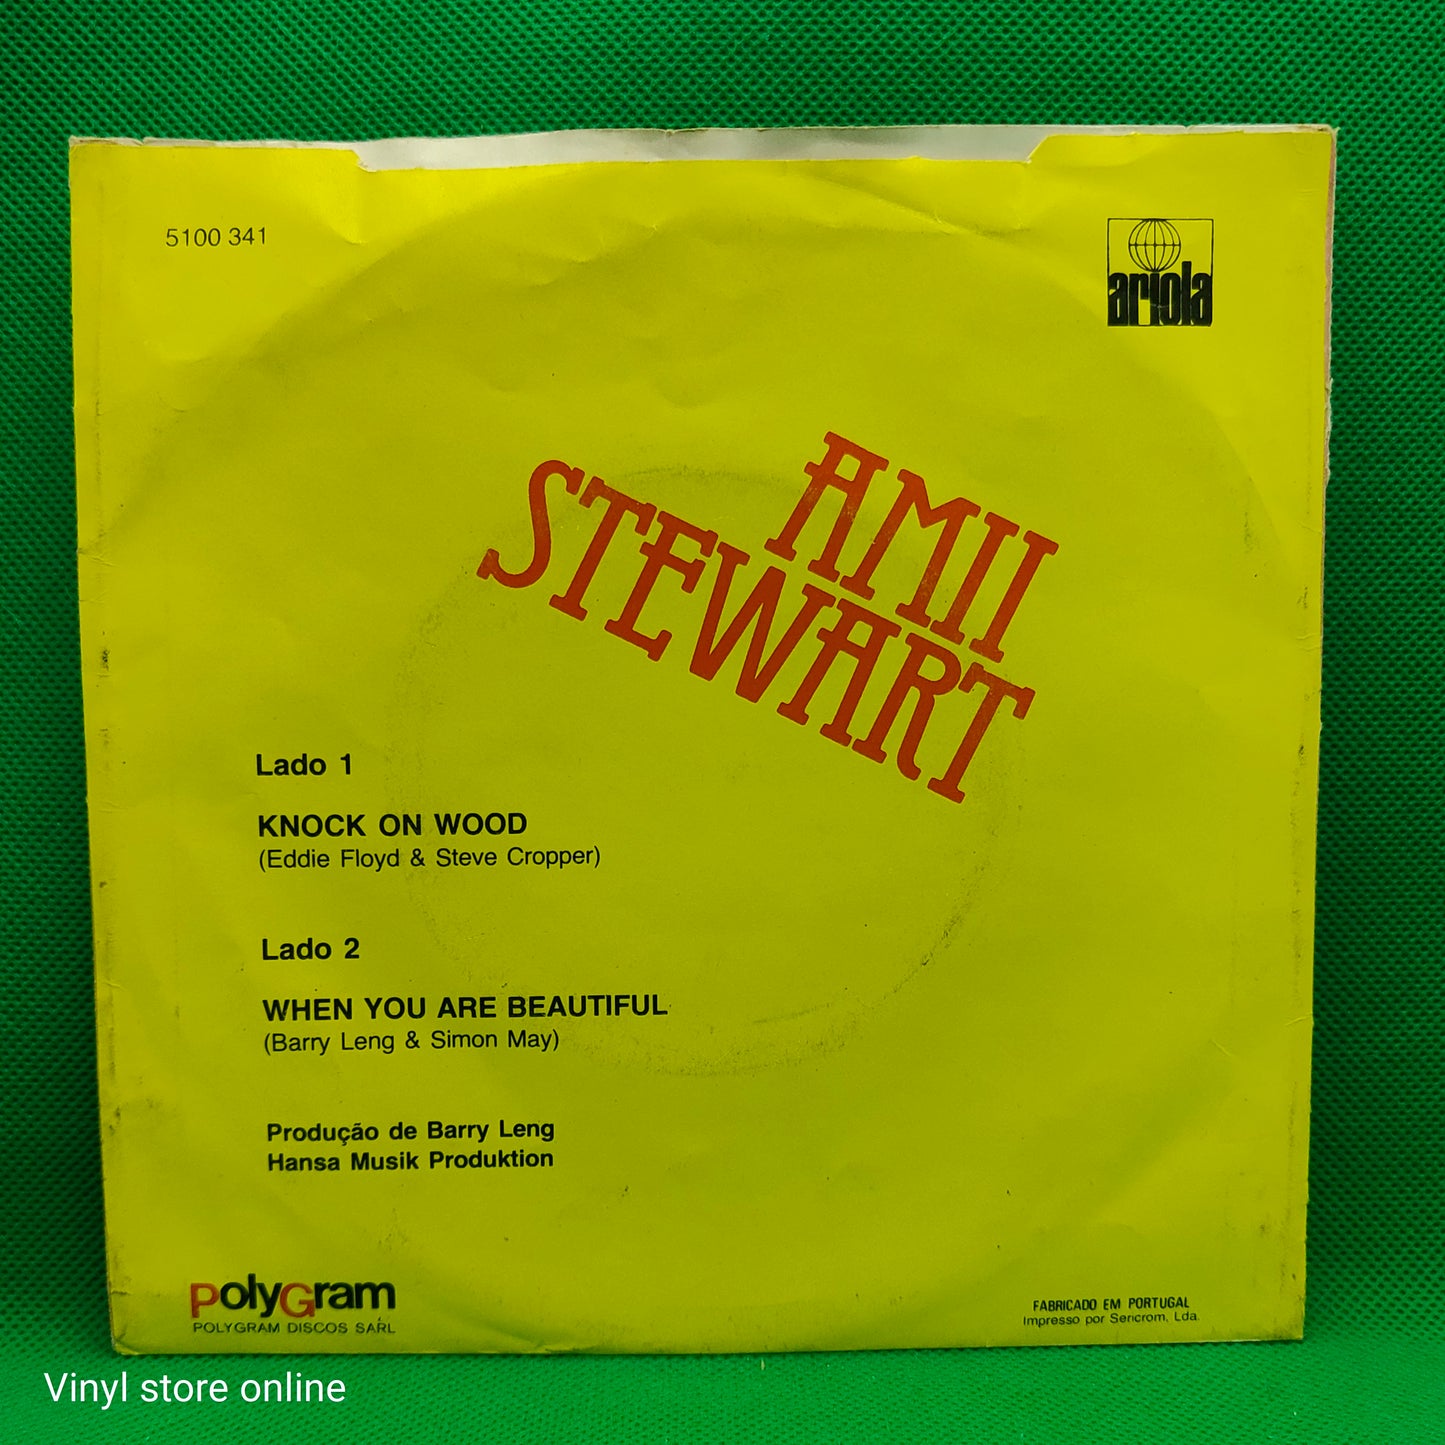 5100 341
ariola
AMII
STEWART
Lado 1
KNOCK ON WOOD
(Eddie Floyd & Steve Cropper)
Lado 2
WHEN YOU ARE BEAUTIFUL
(Barry Leng & Simon May)
Produção de Barry Leng
Hansa Musik Produktion
PolyGram
POLYGRAM DISCOS SARL
FABRICADO EM PORTUGAL
Impresso por Sericrom, Lda.
Vinyl store online